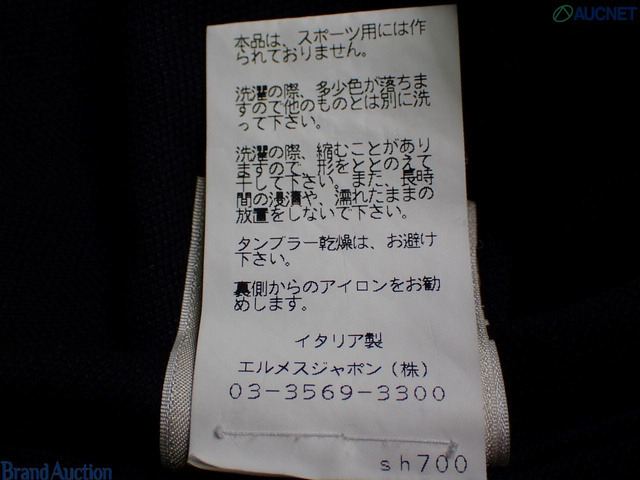 AUCNET
本品は、スポーツ用には作
られておりません。
洗濯の際、多少色が落ちま
すので他のものとは別に洗
って下さい。
洗濯の際、縮むことがあり
ますので、形をととのえて
干して下さい。また、長時
間の浸漬や、濡れたままの
放置をしないで下さい。
タンブラー乾燥は、お避け
下さい。
裏側からのアイロンをお勧
めします。
イタリア製
エルメスジャポン(株)
03-3569-3300
sh700
Brand Auction